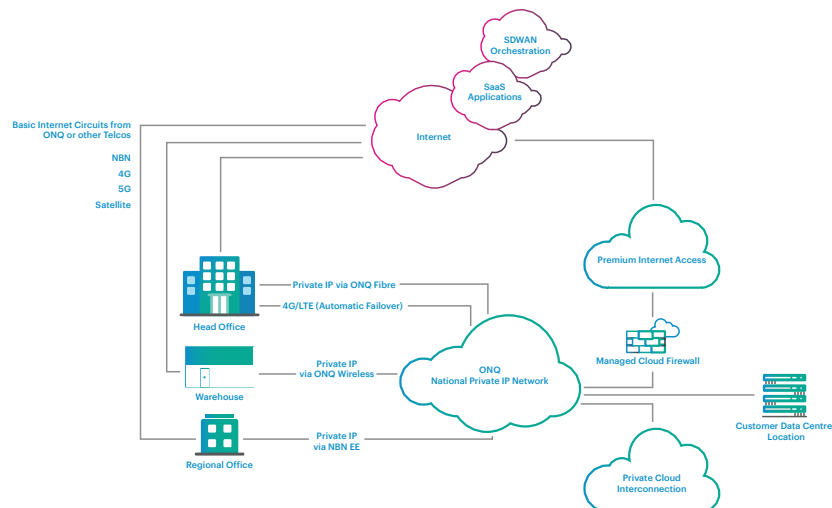 SDWAN
Orchestration
SaaS
Applications
Internet
Basic Internet Circuits from
ONQ or other Telcos
NBN
4G
5G
Satellite
Premium Internet Access
Private IP via ONQ Fibre
4G/LTE (Automatic Failover)
Head Office
Managed Cloud Firewall
Private IP
via ONQ Wireless
ONQ
National Private IP Network
Warehouse
Customer Data Centre
Location
Private IP
via NBN EE
Regional Office
Private Cloud
Interconnection